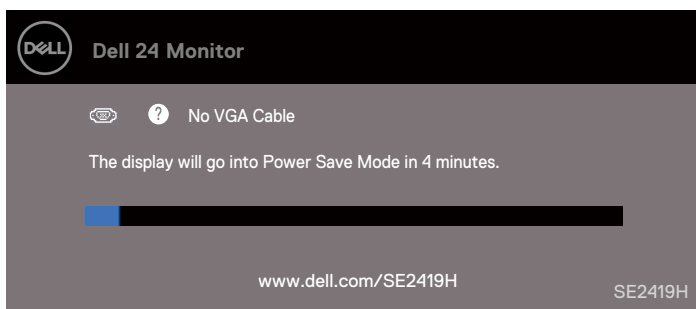 DELL
Dell 24 Monitor
? No VGA Cable
The display will go into Power Save Mode in 4 minutes.
www.dell.com/SE2419H
SE2419H